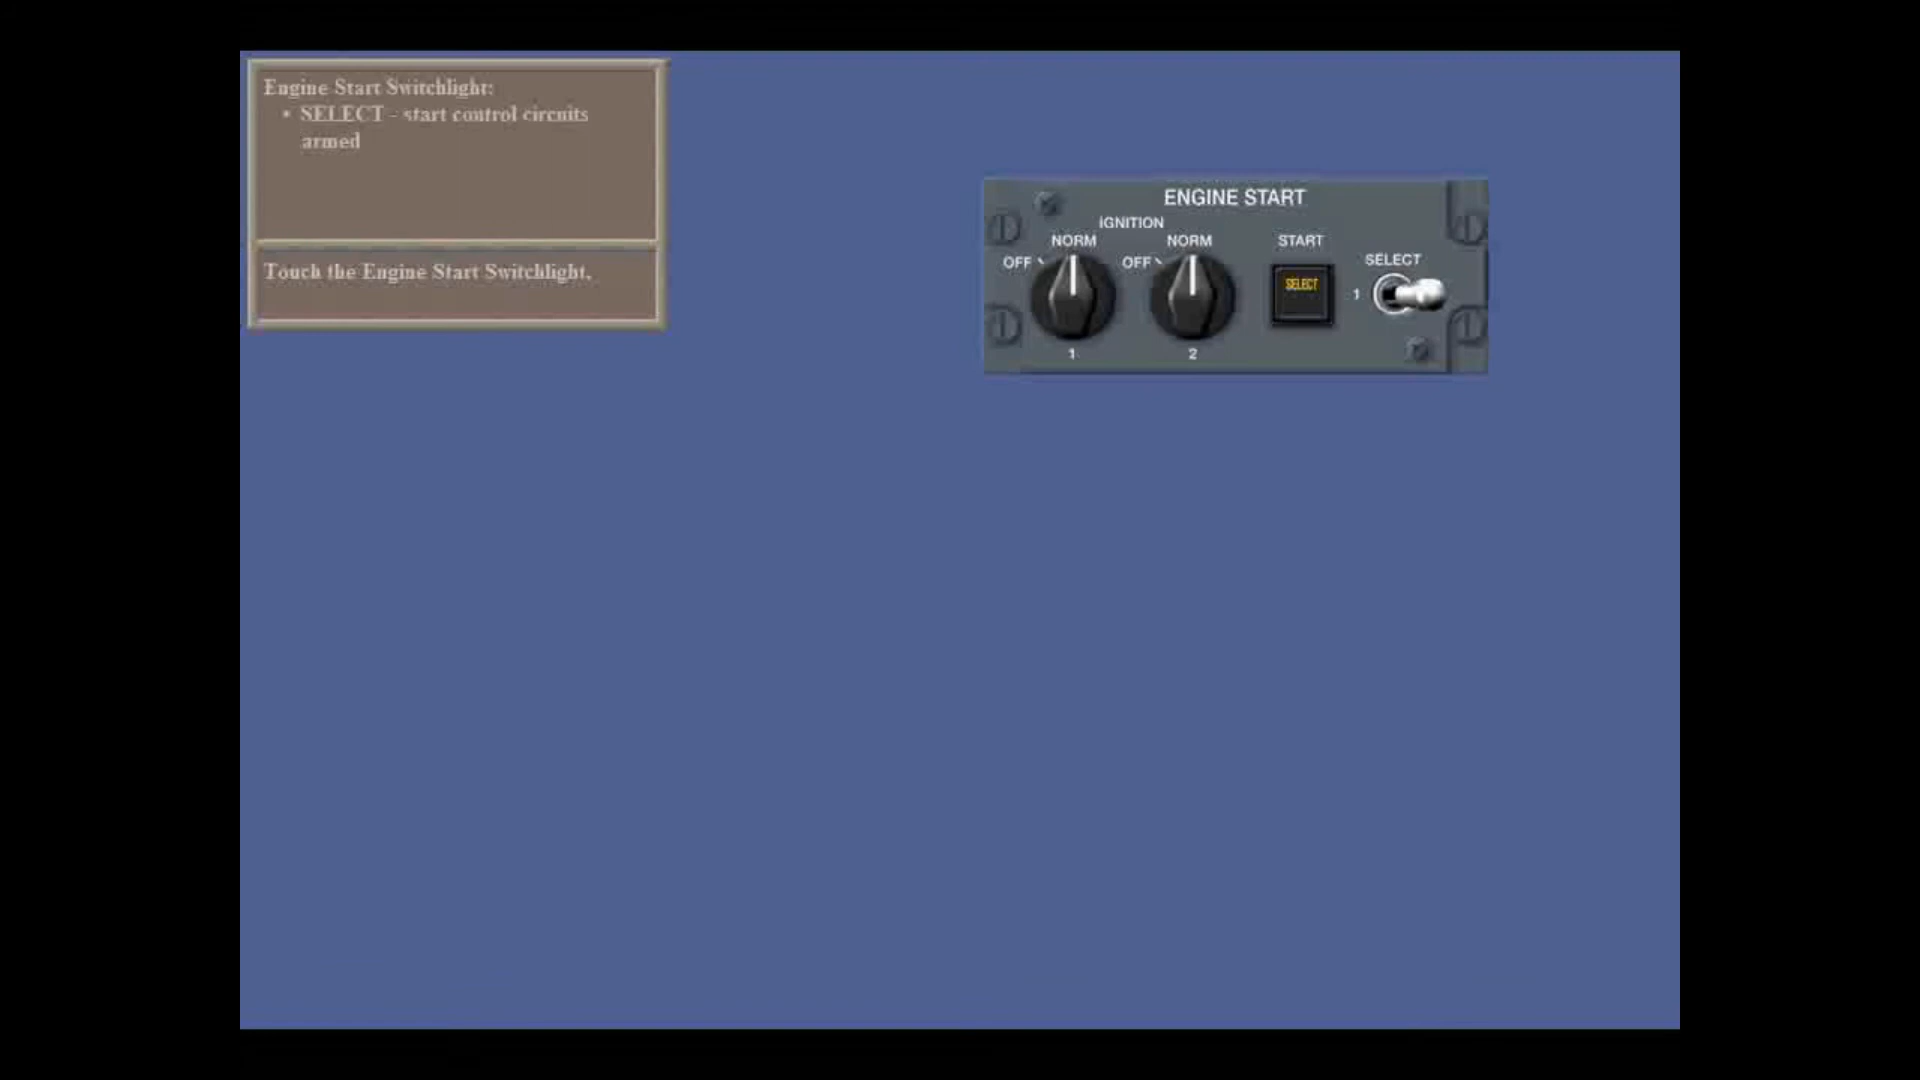 Engine Start Switchlight:
• SELECT - start control circuits
armed
Touch the Engine Start Switchlight.
ENGINE START
IGNITION
NORM NORM START
OFF OFF SELECT
SELECT
1
1 2